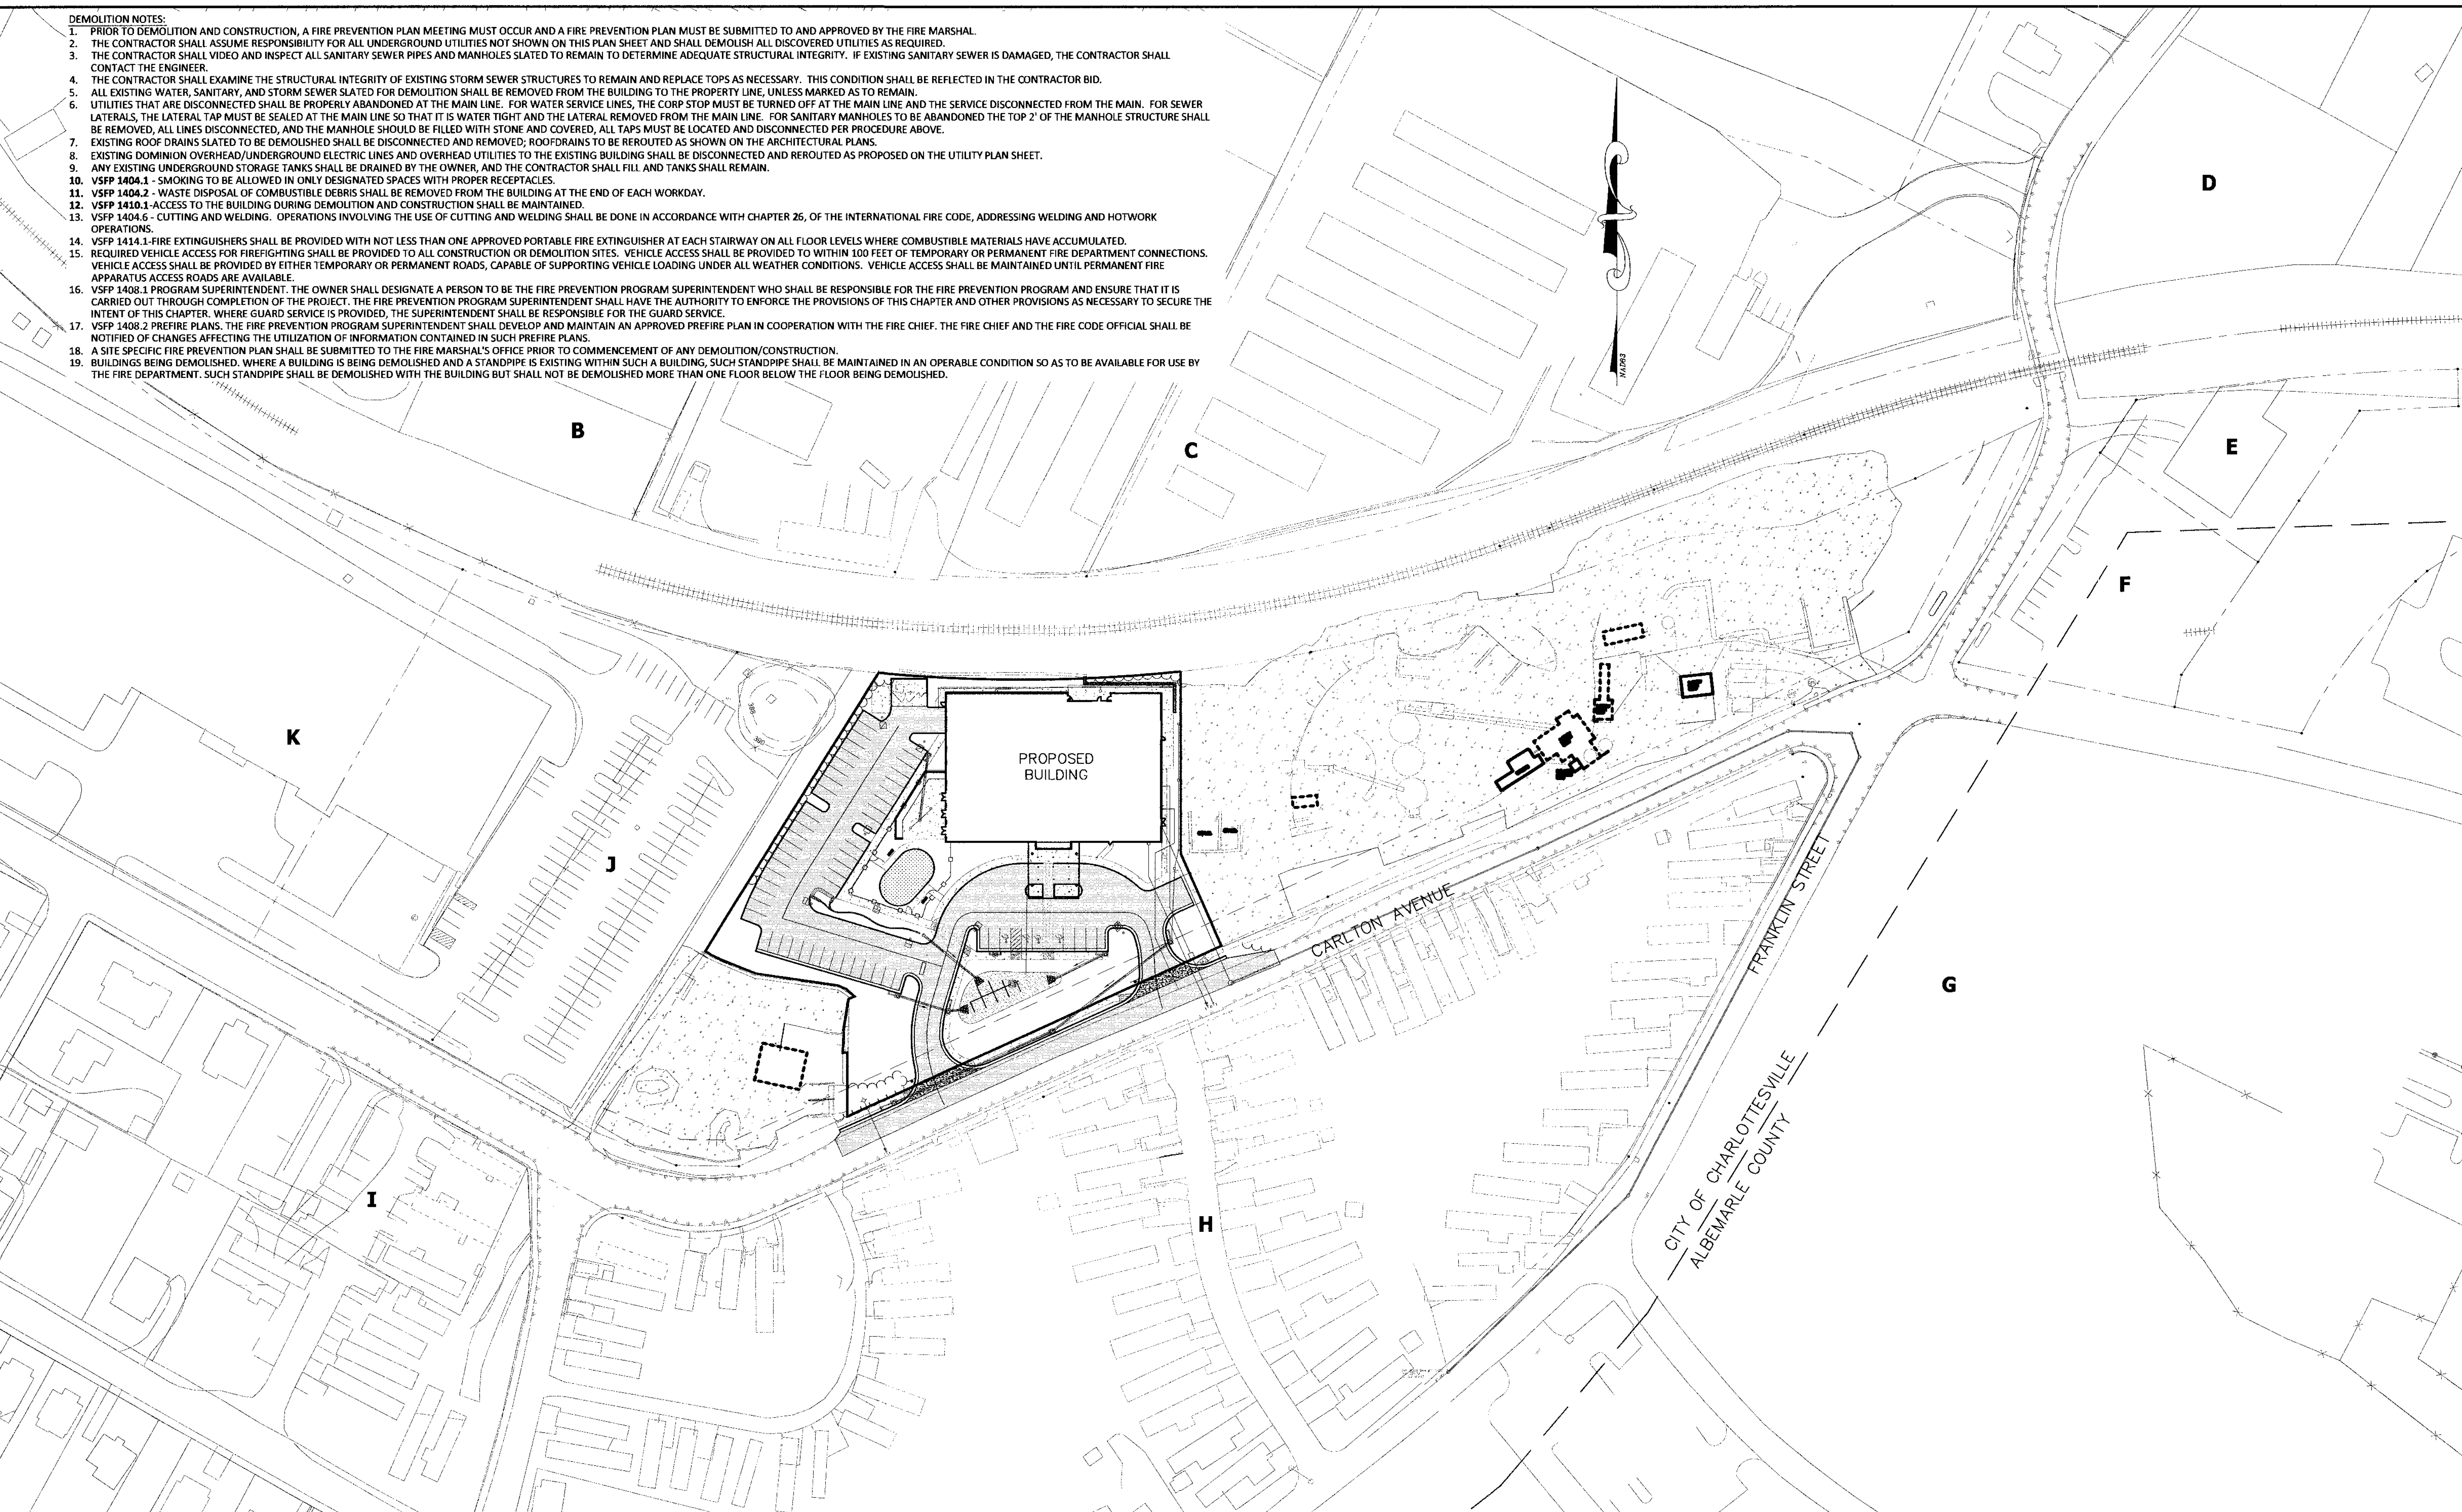 DEMOLITION NOTES:
1. PRIOR TO DEMOLITION AND CONSTRUCTION, A FIRE PREVENTION PLAN MEETING MUST OCCUR AND A FIRE PREVENTION PLAN MUST BE SUBMITTED TO AND APPROVED BY THE FIRE MARSHAL.
2. THE CONTRACTOR SHALL ASSUME RESPONSIBILITY FOR ALL UNDERGROUND UTILITIES NOT SHOWN ON THIS PLAN SHEET AND SHALL DEMOLISH ALL DISCOVERED UTILITIES AS REQUIRED.
3. THE CONTRACTOR SHALL VIDEO AND INSPECT ALL SANITARY SEWER PIPES AND MANHOLES SLATED TO REMAIN TO DETERMINE ADEQUATE STRUCTURAL INTEGRITY. IF EXISTING SANITARY SEWER IS DAMAGED, THE CONTRACTOR SHALL
CONTACT THE ENGINEER.
4. THE CONTRACTOR SHALL EXAMINE THE STRUCTURAL INTEGRITY OF EXISTING STORM SEWER STRUCTURES TO REMAIN AND REPLACE TOPS AS NECESSARY. THIS CONDITION SHALL BE REFLECTED IN THE CONTRACTOR BID.
5. ALL EXISTING WATER, SANITARY, AND STORM SEWER SLATED FOR DEMOLITION SHALL BE REMOVED FROM THE BUILDING TO THE PROPERTY LINE, UNLESS MARKED AS TO REMAIN.
6. UTILITIES THAT ARE DISCONNECTED SHALL BE PROPERLY ABANDONED AT THE MAIN LINE. FOR WATER SERVICE LINES, THE CORP STOP MUST BE TURNED OFF AT THE MAIN LINE AND THE SERVICE DISCONNECTED FROM THE MAIN. FOR SEWER
LATERALS, THE LATERAL TAP MUST BE SEALED AT THE MAIN LINE SO THAT IT IS WATER TIGHT AND THE LATERAL REMOVED FROM THE MAIN LINE. FOR SANITARY MANHOLES TO BE ABANDONED THE TOP 2' OF THE MANHOLE STRUCTURE SHALL
BE REMOVED, ALL LINES DISCONNECTED, AND THE MANHOLE SHOULD BE FILLED WITH STONE AND COVERED, ALL TAPS MUST BE LOCATED AND DISCONNECTED PER PROCEDURE ABOVE.
7. EXISTING ROOF DRAINS SLATED TO BE DEMOLISHED SHALL BE DISCONNECTED AND REMOVED; ROOFDRAINS TO BE REROUTED AS SHOWN ON THE ARCHITECTURAL PLANS.
8. EXISTING DOMINION OVERHEAD/UNDERGROUND ELECTRIC LINES AND OVERHEAD UTILITIES TO THE EXISTING BUILDING SHALL BE DISCONNECTED AND REROUTED AS PROPOSED ON THE UTILITY PLAN SHEET.
9. ANY EXISTING UNDERGROUND STORAGE TANKS SHALL BE DRAINED BY THE OWNER, AND THE CONTRACTOR SHALL FILL AND TANKS SHALL REMAIN.
10. VSFP 1404.1 - SMOKING TO BE ALLOWED IN ONLY DESIGNATED SPACES WITH PROPER RECEPTACLES.
11. VSFP 1404.2 - WASTE DISPOSAL OF COMBUSTIBLE DEBRIS SHALL BE REMOVED FROM THE BUILDING AT THE END OF EACH WORKDAY.
12. VSFP 1410.1-ACCESS TO THE BUILDING DURING DEMOLITION AND CONSTRUCTION SHALL BE MAINTAINED.
13. VSFP 1404.6 - CUTTING AND WELDING. OPERATIONS INVOLVING THE USE OF CUTTING AND WELDING SHALL BE DONE IN ACCORDANCE WITH CHAPTER 26, OF THE INTERNATIONAL FIRE CODE, ADDRESSING WELDING AND HOTWORK
OPERATIONS.
14. VSFP 1414.1-FIRE EXTINGUISHERS SHALL BE PROVIDED WITH NOT LESS THAN ONE APPROVED PORTABLE FIRE EXTINGUISHER AT EACH STAIRWAY ON ALL FLOOR LEVELS WHERE COMBUSTIBLE MATERIALS HAVE ACCUMULATED.
15. REQUIRED VEHICLE ACCESS FOR FIREFIGHTING SHALL BE PROVIDED TO ALL CONSTRUCTION OR DEMOLITION SITES. VEHICLE ACCESS SHALL BE PROVIDED TO WITHIN 100 FEET OF TEMPORARY OR PERMANENT FIRE DEPARTMENT CONNECTIONS.
VEHICLE ACCESS SHALL BE PROVIDED BY EITHER TEMPORARY OR PERMANENT ROADS, CAPABLE OF SUPPORTING VEHICLE LOADING UNDER ALL WEATHER CONDITIONS. VEHICLE ACCESS SHALL BE MAINTAINED UNTIL PERMANENT FIRE
APPARATUS ACCESS ROADS ARE AVAILABLE.
16. VSFP 1408.1 PROGRAM SUPERINTENDENT. THE OWNER SHALL DESIGNATE A PERSON TO BE THE FIRE PREVENTION PROGRAM SUPERINTENDENT WHO SHALL BE RESPONSIBLE FOR THE FIRE PREVENTION PROGRAM AND ENSURE THAT IT IS
CARRIED OUT THROUGH COMPLETION OF THE PROJECT. THE FIRE PREVENTION PROGRAM SUPERINTENDENT SHALL HAVE THE AUTHORITY TO ENFORCE THE PROVISIONS OF THIS CHAPTER AND OTHER PROVISIONS AS NECESSARY TO SECURE THE
INTENT OF THIS CHAPTER. WHERE GUARD SERVICE IS PROVIDED, THE SUPERINTENDENT SHALL BE RESPONSIBLE FOR THE GUARD SERVICE.
17. VSFP 1408.2 PREFIRE PLANS. THE FIRE PREVENTION PROGRAM SUPERINTENDENT SHALL DEVELOP AND MAINTAIN AN APPROVED PREFIRE PLAN IN COOPERATION WITH THE FIRE CHIEF. THE FIRE CHIEF AND THE FIRE CODE OFFICIAL SHALL BE
NOTIFIED OF CHANGES AFFECTING THE UTILIZATION OF INFORMATION CONTAINED IN SUCH PREFIRE PLANS.
18. A SITE SPECIFIC FIRE PREVENTION PLAN SHALL BE SUBMITTED TO THE FIRE MARSHAL'S OFFICE PRIOR TO COMMENCEMENT OF ANY DEMOLITION/CONSTRUCTION.
19. BUILDINGS BEING DEMOLISHED. WHERE A BUILDING IS BEING DEMOLISHED AND A STANDPIPE IS EXISTING WITHIN SUCH A BUILDING, SUCH STANDPIPE SHALL BE MAINTAINED IN AN OPERABLE CONDITION SO AS TO BE AVAILABLE FOR USE BY
THE FIRE DEPARTMENT. SUCH STANDPIPE SHALL BE DEMOLISHED WITH THE BUILDING BUT SHALL NOT BE DEMOLISHED MORE THAN ONE FLOOR BELOW THE FLOOR BEING DEMOLISHED.
NAD83
D
B
C
E
F
K
388
390
PROPOSED
BUILDING
J
CARLTON AVENUE
FRANKLIN STREET
G
CITY OF CHARLOTTESVILLE
ALBEMARLE COUNTY
I
H